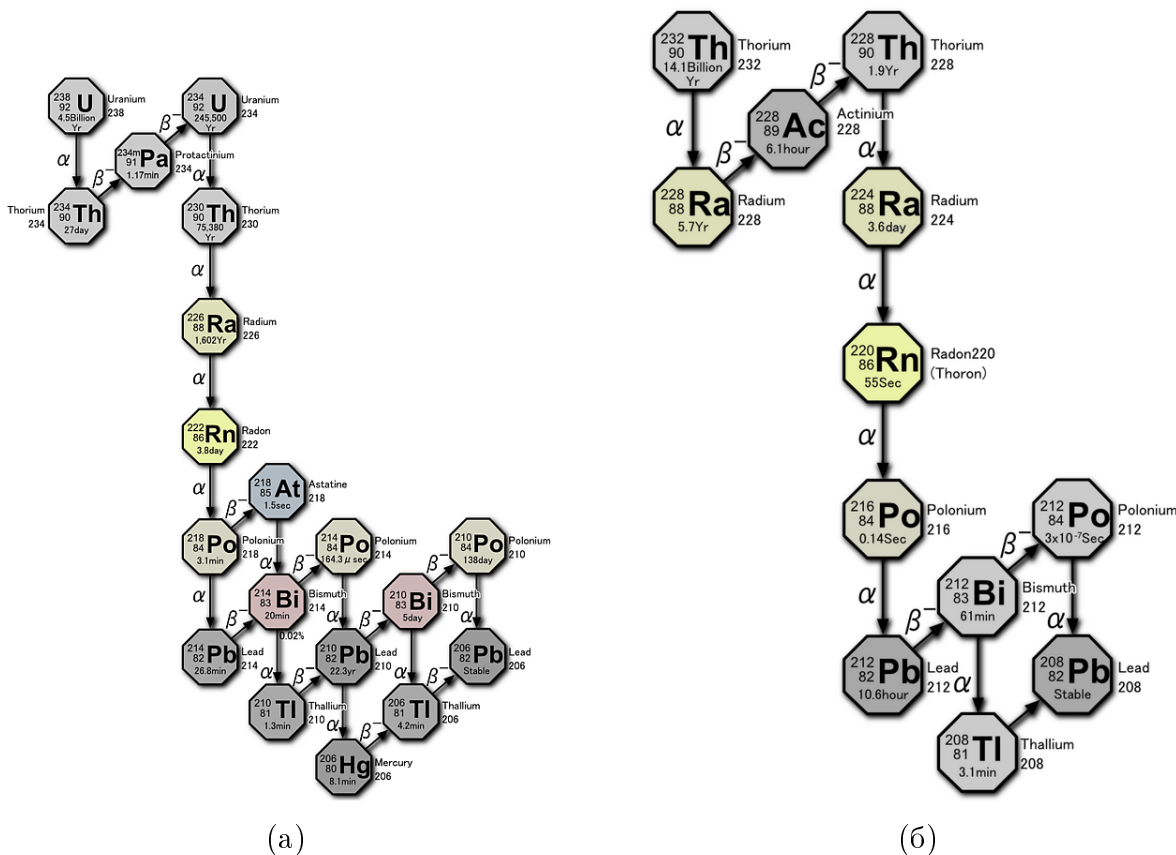 238
92 U
4.5Billion
Yr
Uranium
238
α
234
90 Th
27day
Thorium
234
β⁻
234m
91 Pa
1.17min
Protactinium
234
β⁻
234
92 U
245,500
Yr
Uranium
234
α
230
90 Th
75,380
Yr
Thorium
230
α
226
88 Ra
1,602Yr
Radium
226
α
222
86 Rn
3.8day
Radon
222
α
218
84 Po
3.1min
Polonium
218
β⁻
218
85 At
1.5sec
Astatine
218
α
α
214
82 Pb
26.8min
Lead
214
β⁻
214
83 Bi
20min
Bismuth
214
0.02%
β⁻
214
84 Po
164.3 μ sec
Polonium
214
α
α
210
81 Tl
1.3min
Thallium
210
β⁻
210
82 Pb
22.3yr
Lead
210
β⁻
210
83 Bi
5day
Bismuth
210
β⁻
210
84 Po
138day
Polonium
210
α
α
α
206
80 Hg
8.1min
Mercury
206
β⁻
206
81 Tl
4.2min
Thallium
206
β⁻
206
82 Pb
Stable
Lead
206
(а)
232
90 Th
14.1Billion
Yr
Thorium
232
α
228
88 Ra
5.7Yr
Radium
228
β⁻
228
89 Ac
6.1hour
Actinium
228
β⁻
228
90 Th
1.9Yr
Thorium
228
α
224
88 Ra
3.6day
Radium
224
α
220
86 Rn
55Sec
Radon220
(Thoron)
α
216
84 Po
0.14Sec
Polonium
216
α
212
82 Pb
10.6hour
Lead
212
β⁻
212
83 Bi
61min
Bismuth
212
β⁻
212
84 Po
3x10⁻⁷Sec
Polonium
212
α
α
208
81 Tl
3.1min
Thallium
208
208
82 Pb
Stable
Lead
208
(б)